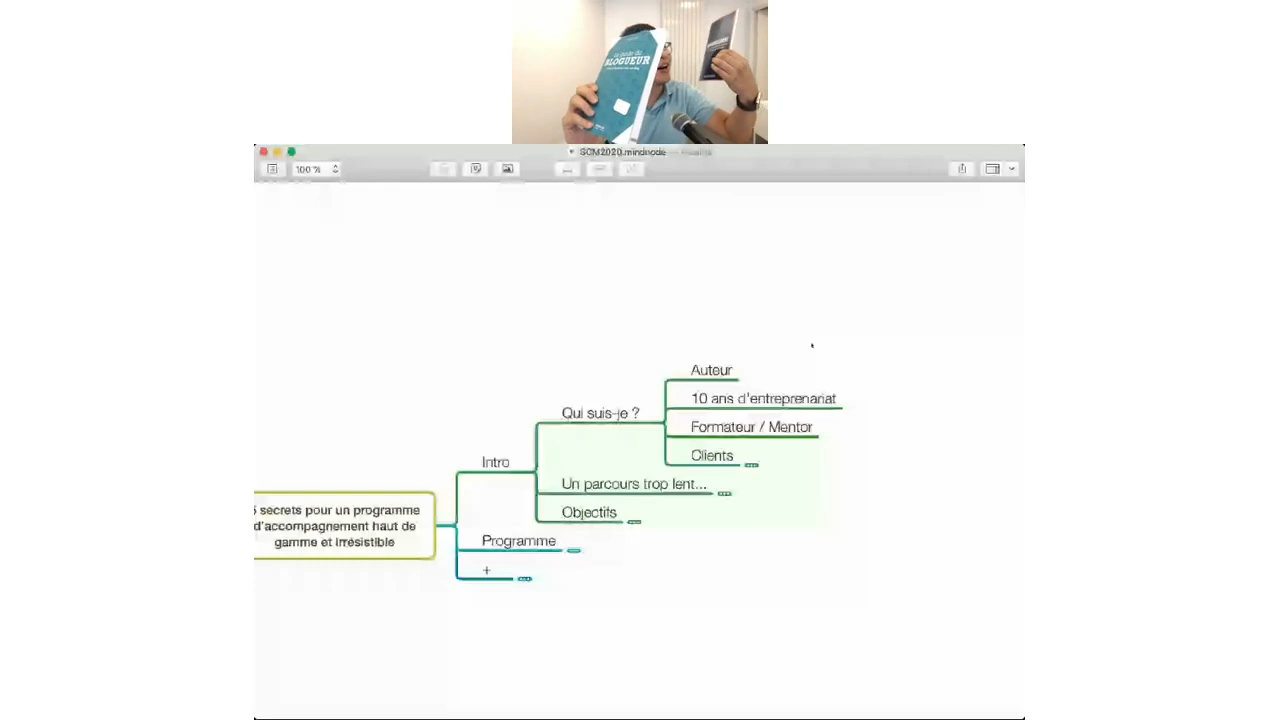 BLOGUEUR
SCM2020.mindnode
100 %
Auteur
10 ans d'entreprenariat
Qui suis-je ?
Formateur / Mentor
Clients
Intro
Un parcours trop lent...
secrets pour un programme
d'accompagnement haut de
gamme et irrésistible
Objectifs
Programme
+